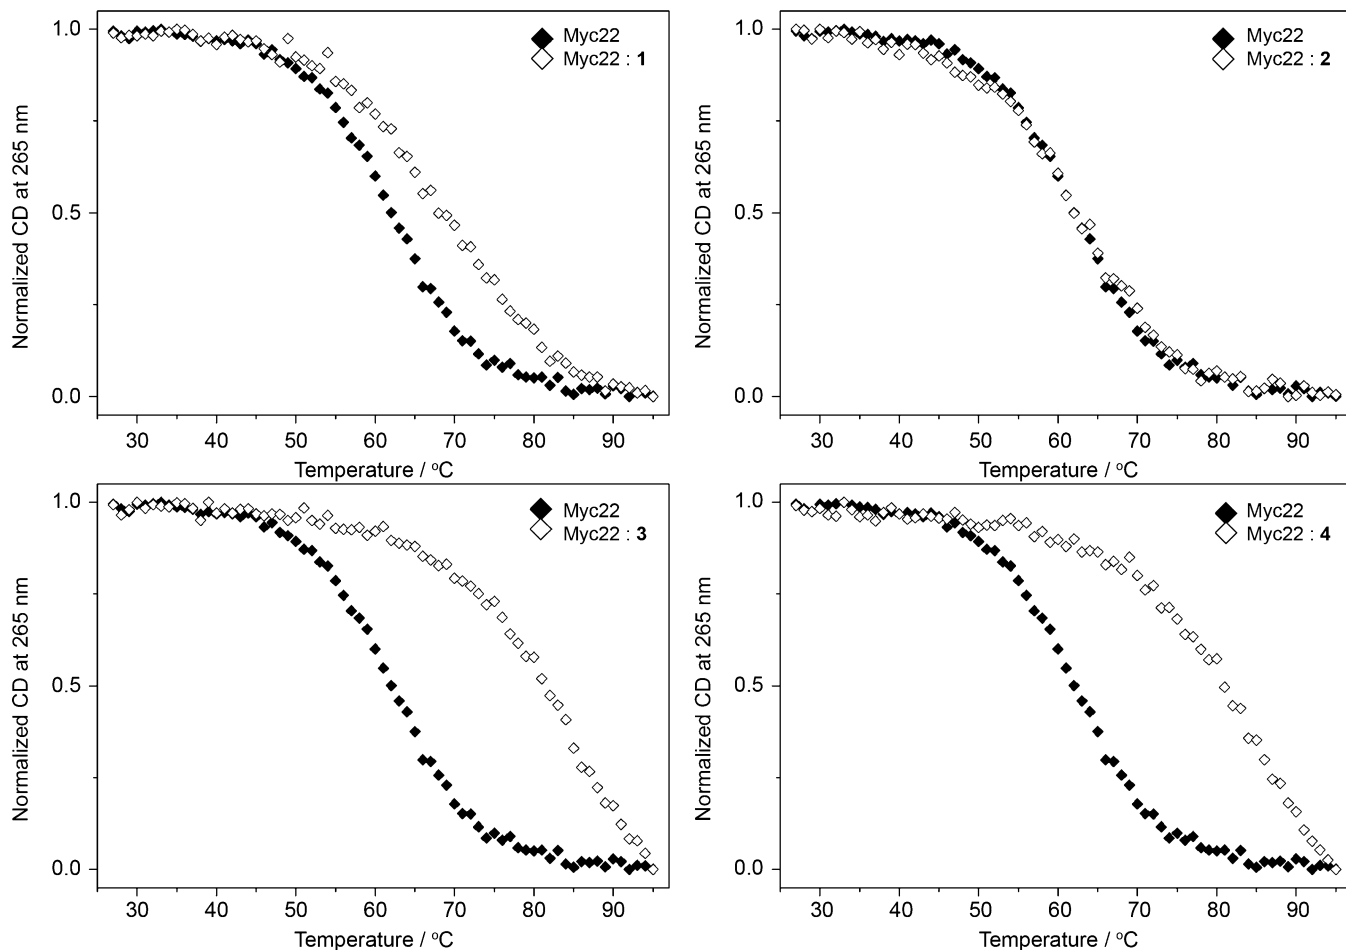 Normalized CD at 265 nm
1.0
0.5
0.0
Myc22
Myc22 : 1
30 40 50 60 70 80 90
Temperature / °C
Normalized CD at 265 nm
1.0
0.5
0.0
Myc22
Myc22 : 2
30 40 50 60 70 80 90
Temperature / °C
Normalized CD at 265 nm
1.0
0.5
0.0
Myc22
Myc22 : 3
30 40 50 60 70 80 90
Temperature / °C
Normalized CD at 265 nm
1.0
0.5
0.0
Myc22
Myc22 : 4
30 40 50 60 70 80 90
Temperature / °C